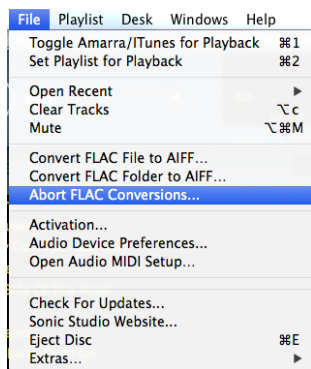 File Playlist Desk Windows Help
Toggle Amarra/ITunes for Playback ⌘1
Set Playlist for Playback ⌘2
Open Recent ▶
Clear Tracks ⌥c
Mute ⌥⌘M
Convert FLAC File to AIFF...
Convert FLAC Folder to AIFF...
Abort FLAC Conversions...
Activation...
Audio Device Preferences...
Open Audio MIDI Setup...
Check For Updates...
Sonic Studio Website...
Eject Disc ⌘E
Extras... ▶